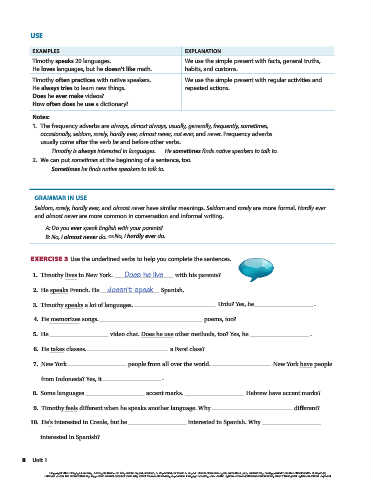 USE
EXAMPLES EXPLANATION
Timothy speaks 20 languages. We use the simple present with facts, general truths,
He loves languages, but he doesn't like math. habits, and customs.
Timothy often practices with native speakers. We use the simple present with regular activities and
He always tries to learn new things. repeated actions.
Does he ever make videos?
How often does he use a dictionary?
Notes:
1. The frequency adverbs are always, almost always, usually, generally, frequently, sometimes,
occasionally, seldom, rarely, hardly ever, almost never, not ever, and never. Frequency adverbs
usually come after the verb be and before other verbs.
Timothy is always interested in languages. He sometimes finds native speakers to talk to.
2. We can put sometimes at the beginning of a sentence, too.
Sometimes he finds native speakers to talk to.
GRAMMAR IN USE
Seldom, rarely, hardly ever, and almost never have similar meanings. Seldom and rarely are more formal. Hardly ever
and almost never are more common in conversation and informal writing.
A: Do you ever speak English with your parents?
B: No, I almost never do. or No, I hardly ever do.
EXERCISE 3 Use the underlined verbs to help you complete the sentences.
1. Timothy lives in New York. Does he live with his parents?
2. He speaks French. He doesn't speak Spanish.
3. Timothy speaks a lot of languages. Urdu? Yes, he .
4. He memorizes songs. poems, too?
5. He video chat. Does he use other methods, too? Yes, he .
6. He takes classes. a Farsi class?
7. New York people from all over the world. New York have people
from Indonesia? Yes, it .
8. Some languages accent marks. Hebrew have accent marks?
9. Timothy feels different when he speaks another language. Why different?
10. He's interested in Creole, but he interested in Spanish. Why
interested in Spanish?
8 Unit 1